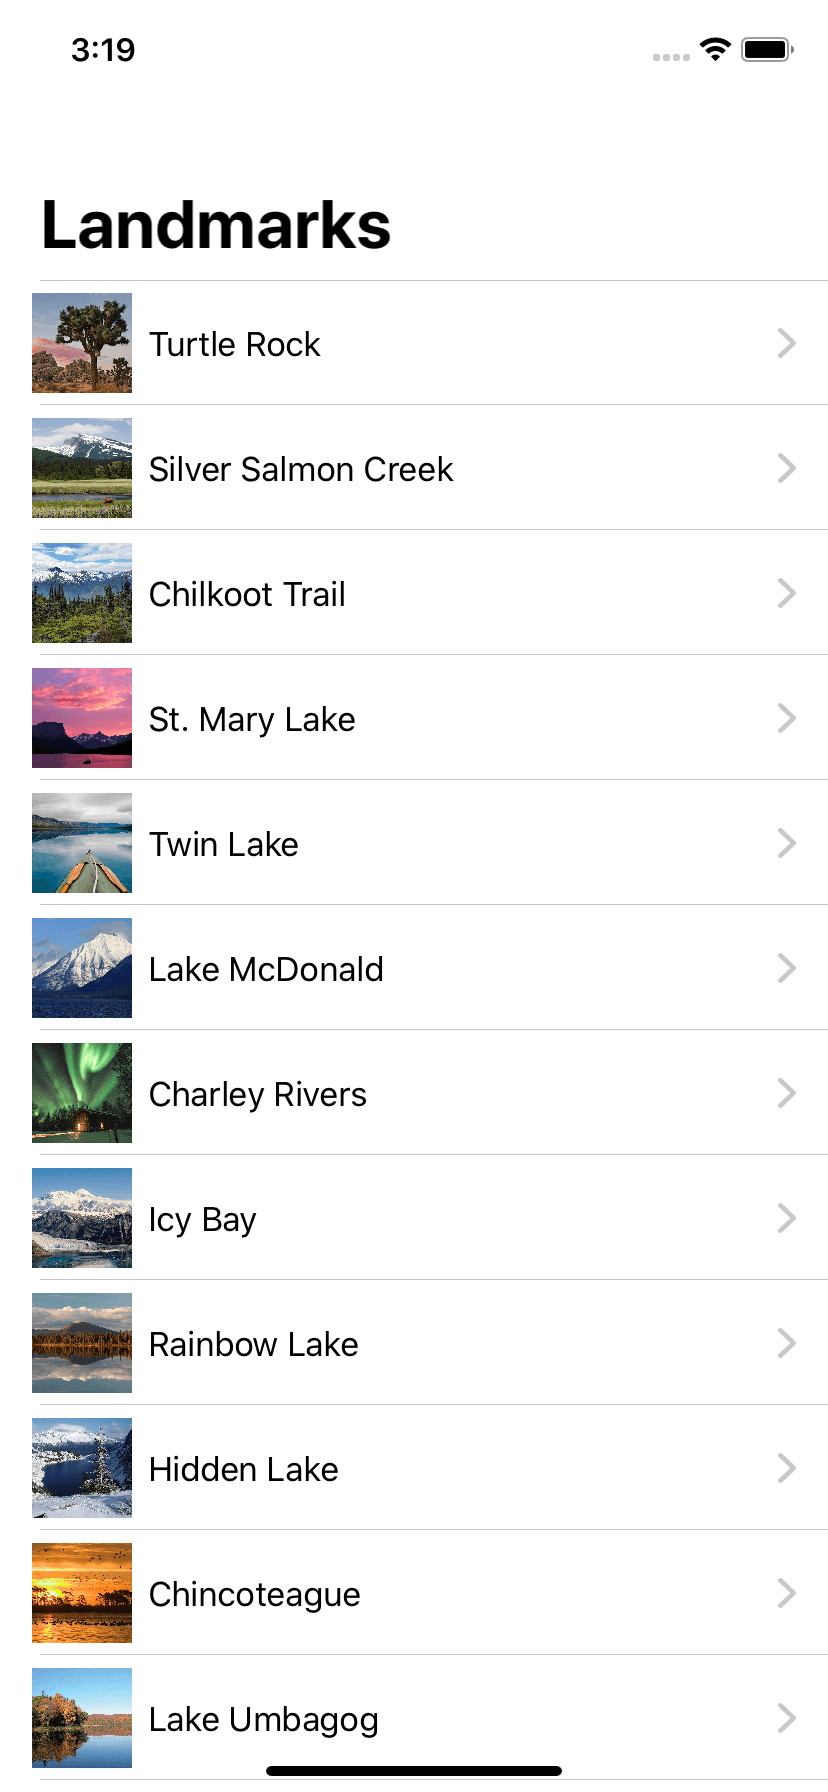 3:19
Landmarks
Turtle Rock
Silver Salmon Creek
Chilkoot Trail
St. Mary Lake
Twin Lake
Lake McDonald
Charley Rivers
Icy Bay
Rainbow Lake
Hidden Lake
Chincoteague
Lake Umbagog